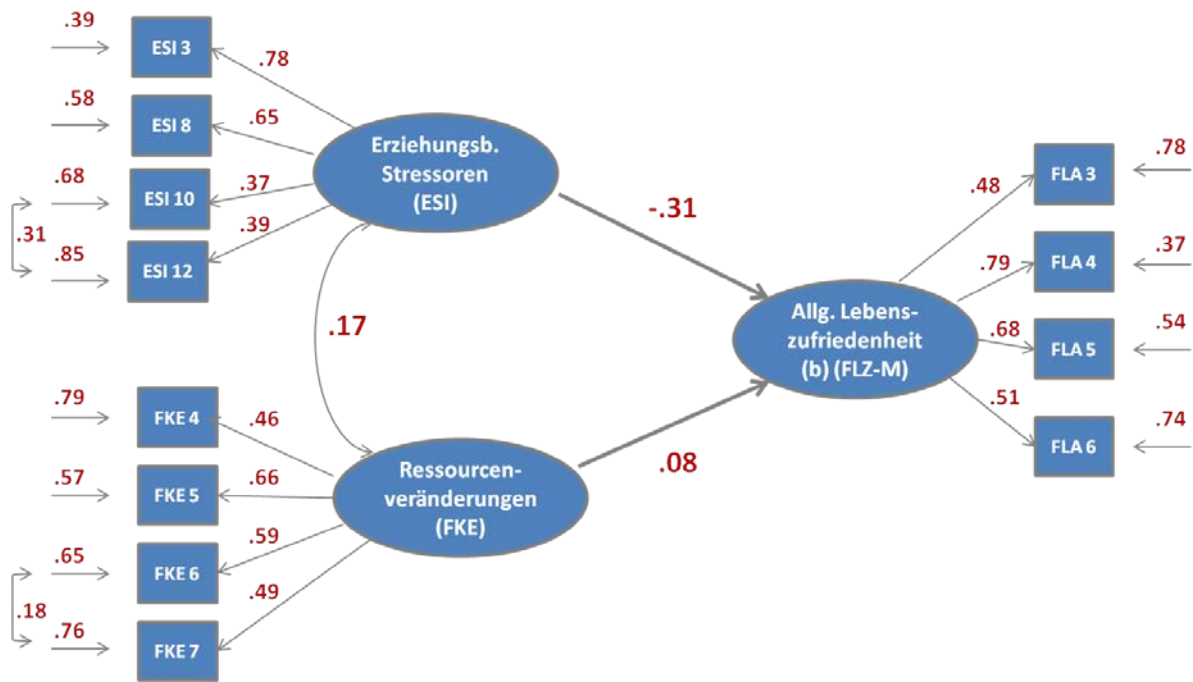 .39
ESI 3
.78
.58
ESI 8
.65
.68
ESI 10
.37
.31
.85
ESI 12
.39
Erziehungsb.
Stressoren
(ESI)
-.31
.17
.08
.79
FKE 4
.46
.57
FKE 5
.66
.65
FKE 6
.59
.18
.76
FKE 7
.49
Ressourcen-
veränderungen
(FKE)
Allg. Lebens-
zufriedenheit
(b) (FLZ-M)
.48
FLA 3
.78
.79
FLA 4
.37
.68
FLA 5
.54
.51
FLA 6
.74